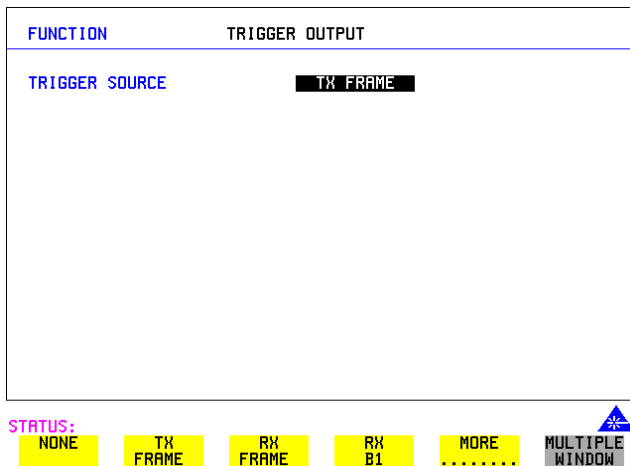 FUNCTION TRIGGER OUTPUT
TRIGGER SOURCE TX FRAME
STATUS:
NONE TX FRAME RX FRAME RX B1 MORE ........ MULTIPLE WINDOW